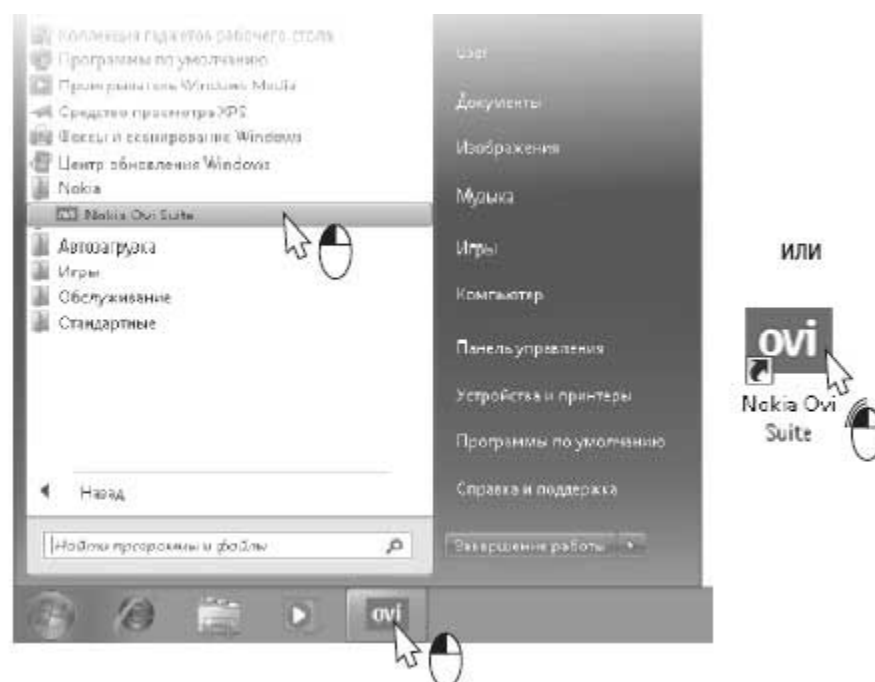 Коллекция гаджетов рабочего стола
Программы по умолчанию
Проигрыватель Windows Media
Средство просмотра XPS
Факсы и сканирование Windows
Центр обновления Windows
Nokia
Nokia Ovi Suite
Автозагрузка
Игры
Обслуживание
Стандартные
Назад
Найти программы и файлы
User
Документы
Изображения
Музыка
Игры
Компьютер
Панель управления
Устройства и принтеры
Программы по умолчанию
Справка и поддержка
Завершение работы
ovi
или
ovi
Nokia Ovi
Suite